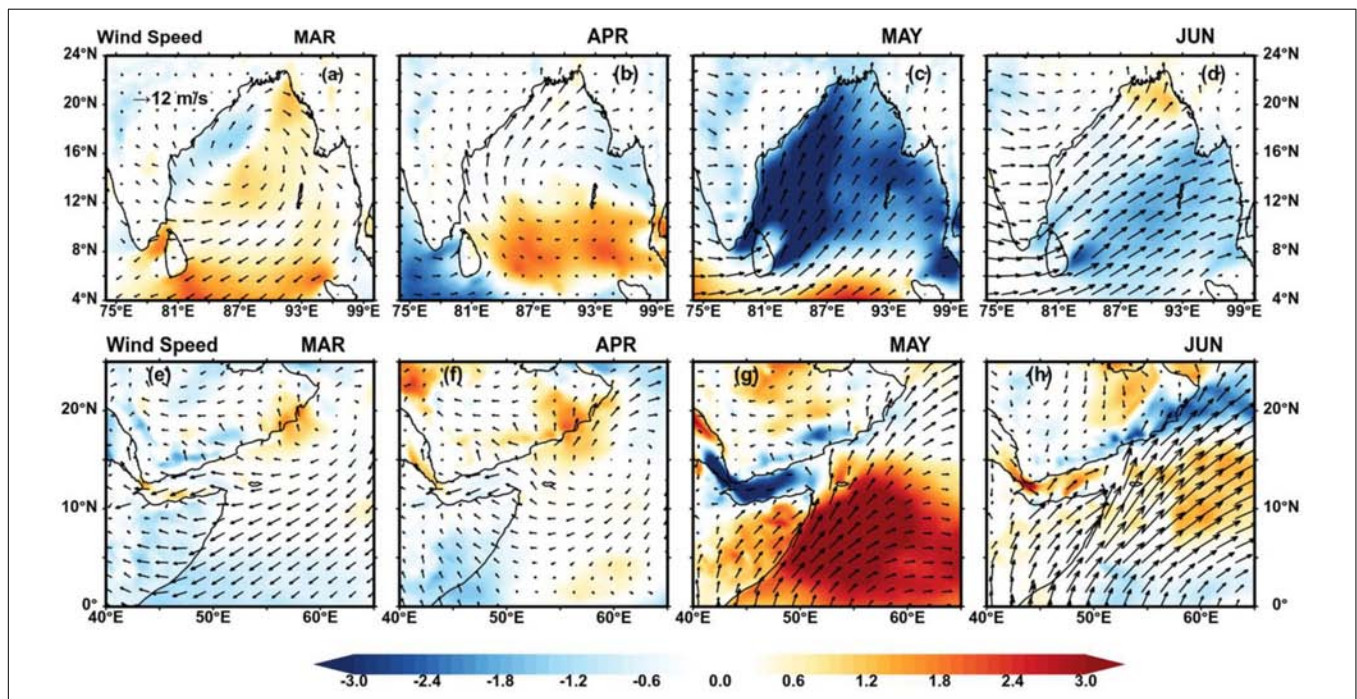 Wind Speed MAR APR MAY JUN
24°N (a) (b) (c) (d) 24°N
→12 m/s
20°N 20°N
16°N 16°N
12°N 12°N
8°N 8°N
4°N 4°N
75°E 81°E 87°E 93°E 99°E 75°E 81°E 87°E 93°E 99°E 75°E 81°E 87°E 93°E 99°E 75°E 81°E 87°E 93°E 99°E
Wind Speed MAR APR MAY JUN
(e) (f) (g) (h)
20°N 20°N
10°N 10°N
0° 0°
40°E 50°E 60°E 40°E 50°E 60°E 40°E 50°E 60°E 40°E 50°E 60°E
-3.0 -2.4 -1.8 -1.2 -0.6 0.0 0.6 1.2 1.8 2.4 3.0